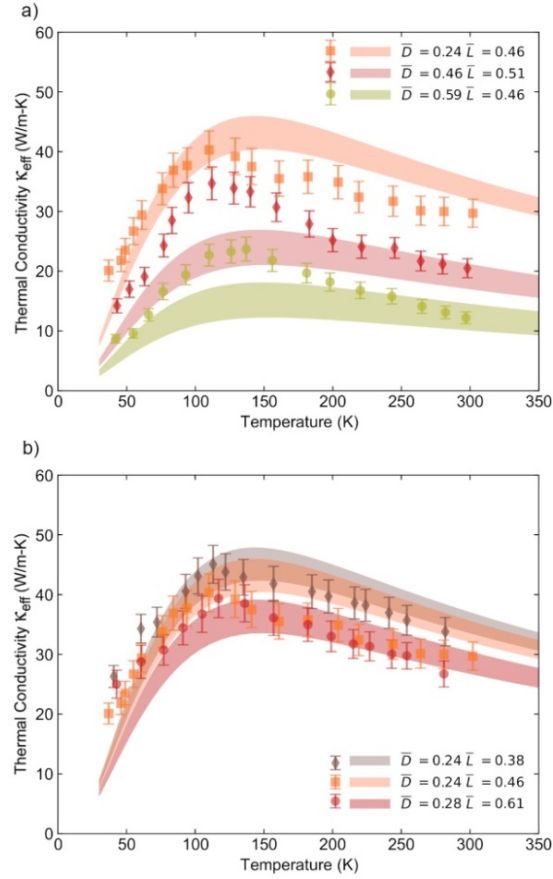 a)
60
50
40
30
20
10
0
Thermal Conductivity κeff (W/m-K)
D̅ = 0.24 L̅ = 0.46
D̅ = 0.46 L̅ = 0.51
D̅ = 0.59 L̅ = 0.46
0 50 100 150 200 250 300 350
Temperature (K)
b)
60
50
40
30
20
10
0
Thermal Conductivity κeff (W/m-K)
D̅ = 0.24 L̅ = 0.38
D̅ = 0.24 L̅ = 0.46
D̅ = 0.28 L̅ = 0.61
0 50 100 150 200 250 300 350
Temperature (K)